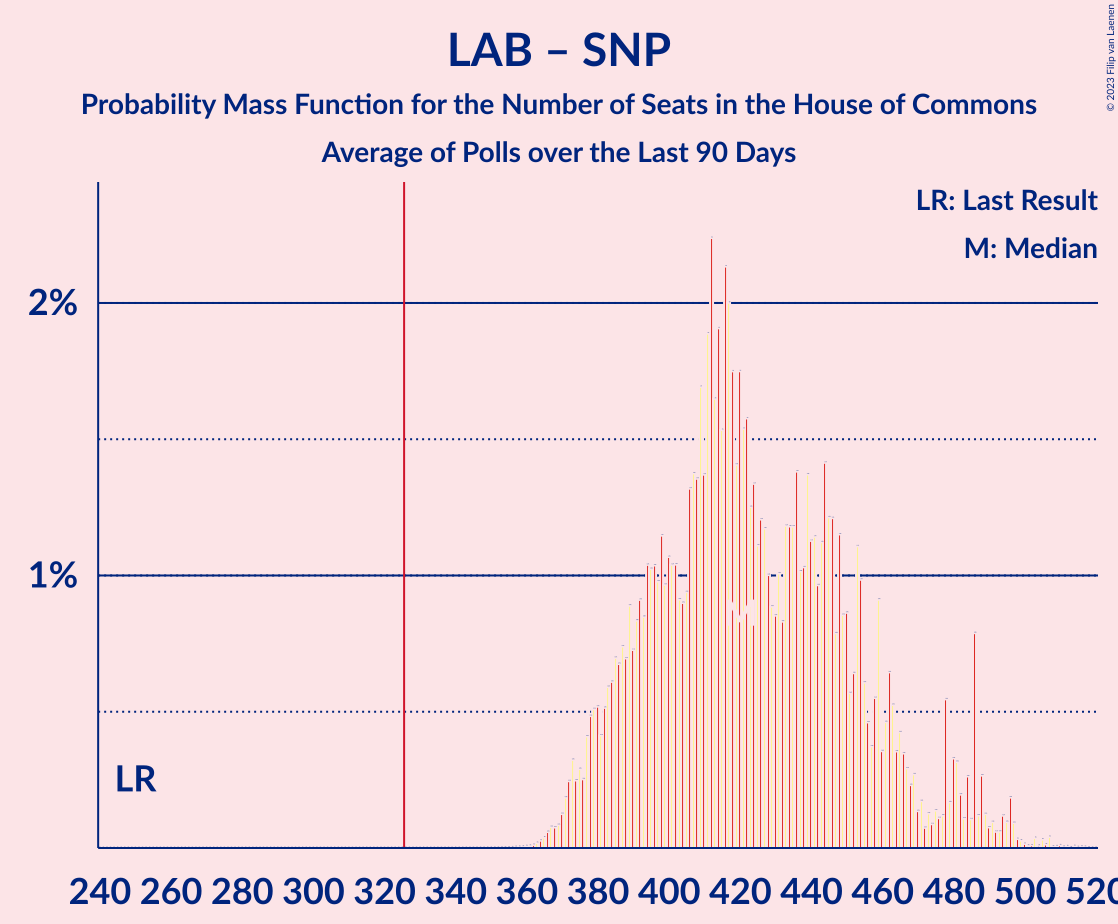 LAB – SNP
Probability Mass Function for the Number of Seats in the House of Commons
Average of Polls over the Last 90 Days
© 2023 Filip van Laenen
LR: Last Result
M: Median
2%
1%
LR
240 260 280 300 320 340 360 380 400 420 440 460 480 500 520